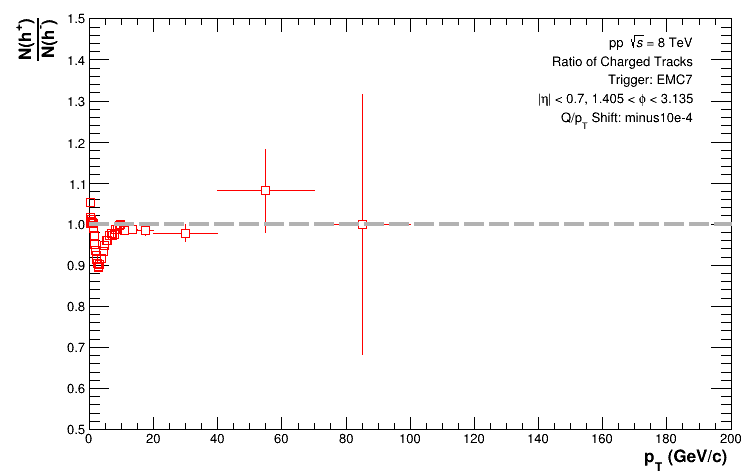 N(h⁺)
N(h⁻)
1.5
1.4
1.3
1.2
1.1
1.0
0.9
0.8
0.7
0.6
0.5
pp √s = 8 TeV
Ratio of Charged Tracks
Trigger: EMC7
|η| < 0.7, 1.405 < φ < 3.135
Q/p_T Shift: minus10e-4
0 20 40 60 80 100 120 140 160 180 200
p_T (GeV/c)